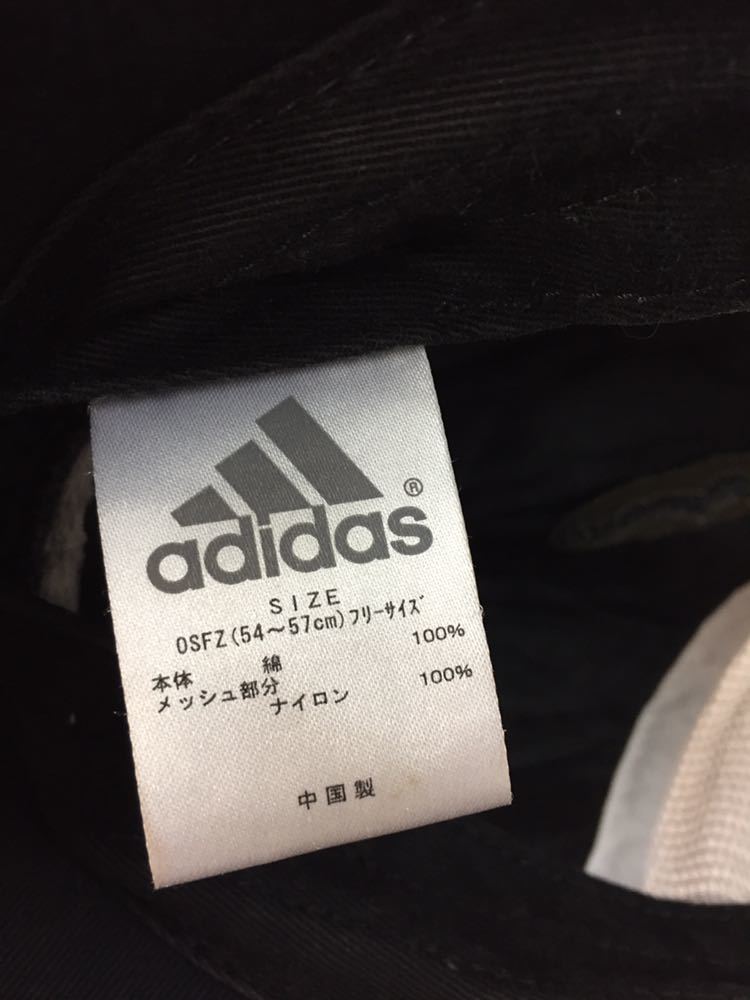 adidas®
SIZE
OSFZ(54～57cm)ﾌﾘｰｻｲｽﾞ
本体 綿 100%
メッシュ部分
ナイロン 100%
中国製